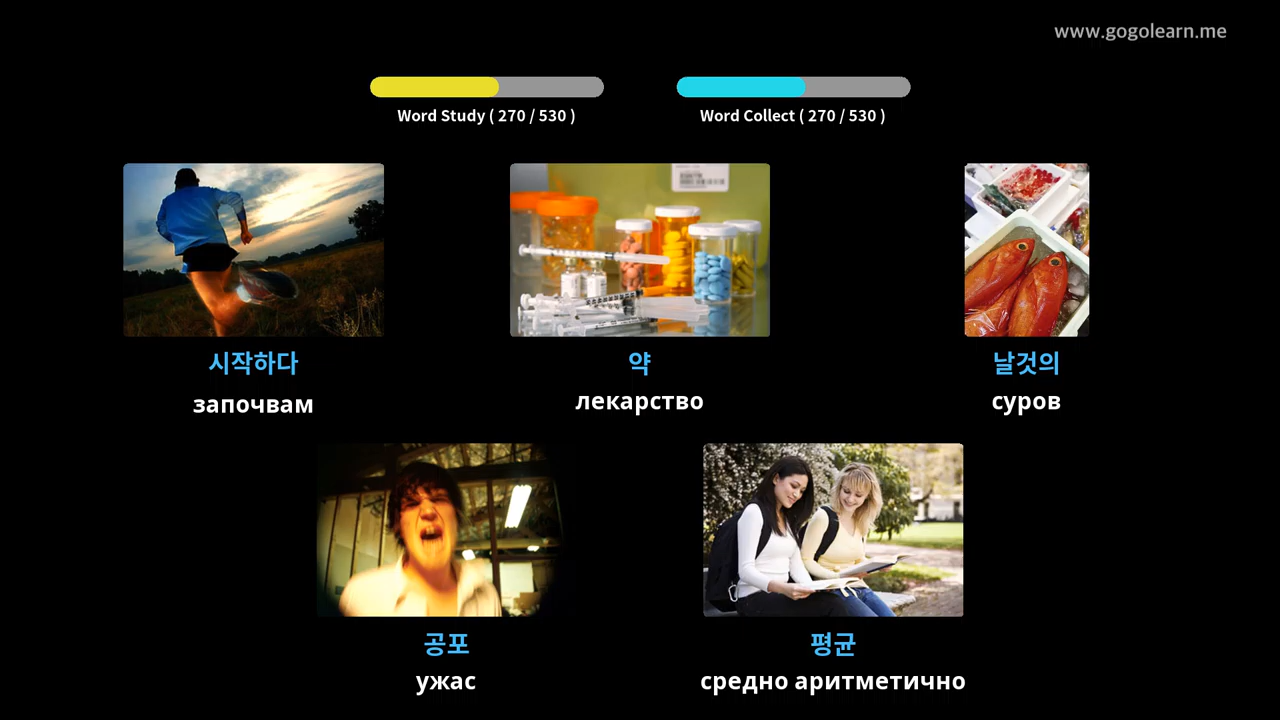 www.gogolearn.me
Word Study ( 270 / 530 )
Word Collect ( 270 / 530 )
시작하다
започвам
약
лекарство
날것의
суров
공포
ужас
평균
средно аритметично